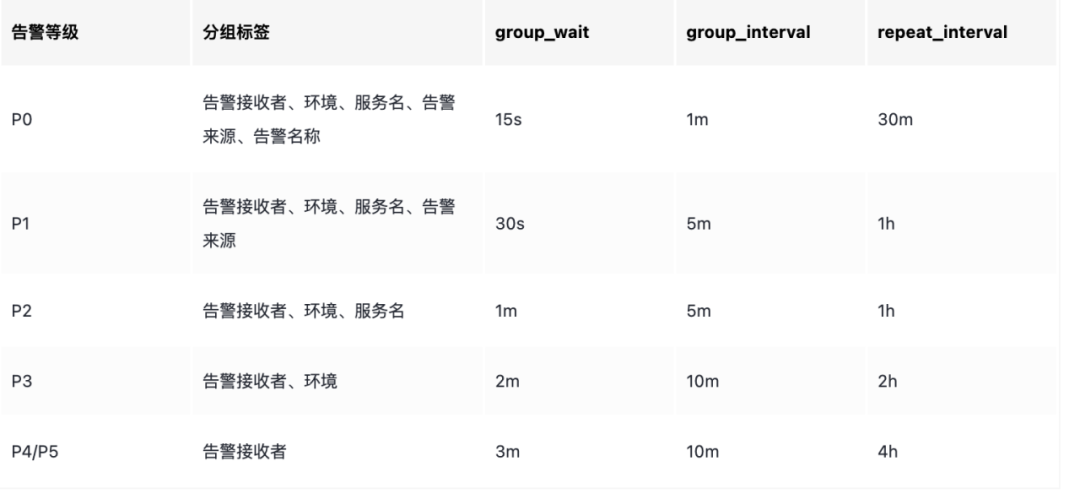 告警等级 分组标签 group_wait group_interval repeat_interval
P0 告警接收者、环境、服务名、告警
来源、告警名称 15s 1m 30m
P1 告警接收者、环境、服务名、告警
来源 30s 5m 1h
P2 告警接收者、环境、服务名 1m 5m 1h
P3 告警接收者、环境 2m 10m 2h
P4/P5 告警接收者 3m 10m 4h